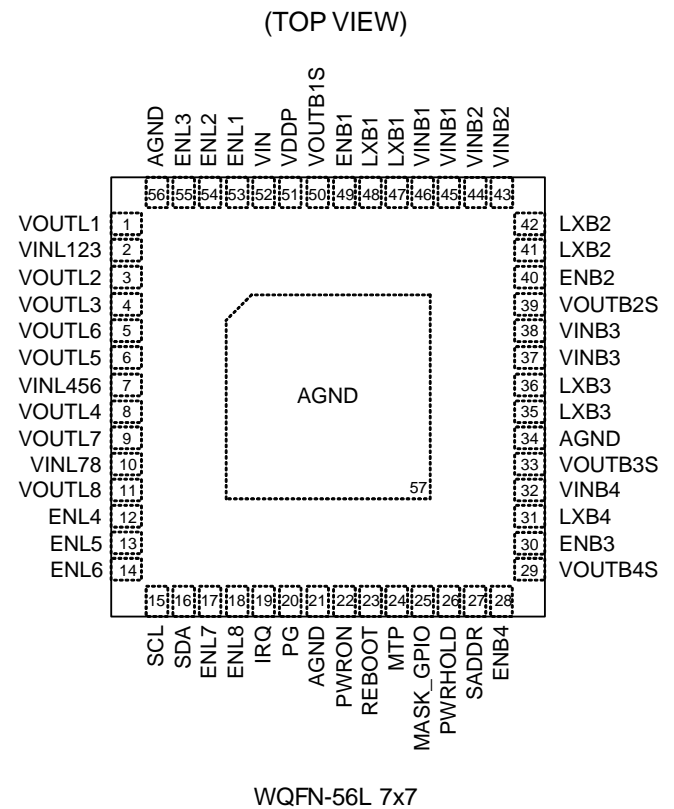 (TOP VIEW)
AGND
ENL3
ENL2
ENL1
VIN
VDDP
VOUTB1S
ENB1
LXB1
LXB1
VINB1
VINB1
VINB2
VINB2
56 55 54 53 52 51 50 49 48 47 46 45 44 43
VOUTL1 1
VINL123 2
VOUTL2 3
VOUTL3 4
VOUTL6 5
VOUTL5 6
VINL456 7
VOUTL4 8
VOUTL7 9
VINL78 10
VOUTL8 11
ENL4 12
ENL5 13
ENL6 14
AGND
57
42 LXB2
41 LXB2
40 ENB2
39 VOUTB2S
38 VINB3
37 VINB3
36 LXB3
35 LXB3
34 AGND
33 VOUTB3S
32 VINB4
31 LXB4
30 ENB3
29 VOUTB4S
15 16 17 18 19 20 21 22 23 24 25 26 27 28
SCL
SDA
ENL7
ENL8
IRQ
PG
AGND
PWRON
REBOOT
MTP
MASK_GPIO
PWRHOLD
SADDR
ENB4
WQFN-56L 7x7